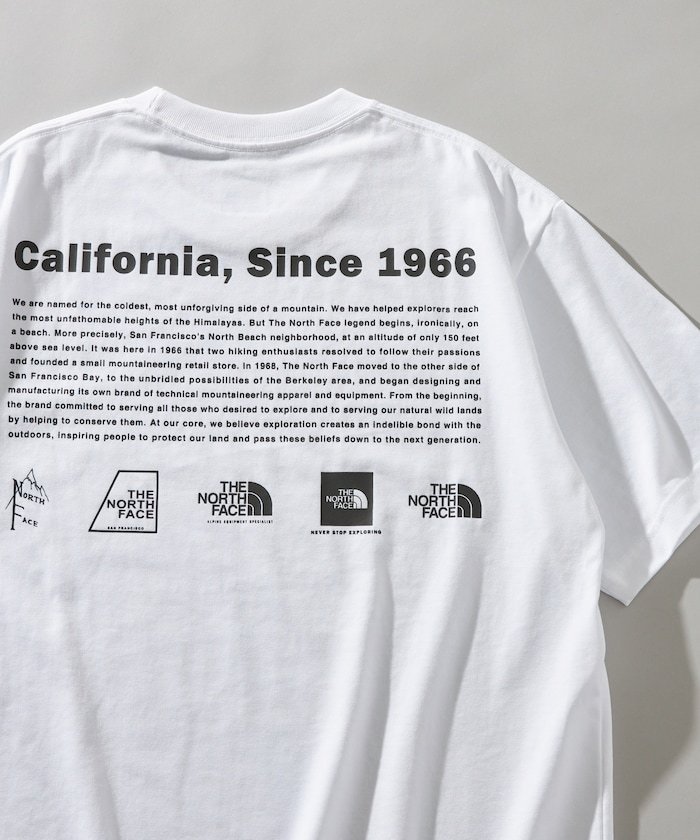 California, Since 1966
We are named for the coldest, most unforgiving side of a mountain. We have helped explorers reach
the most unfathomable heights of the Himalayas. But The North Face legend begins, ironically, on
a beach. More precisely, San Francisco's North Beach neighborhood, at an altitude of only 150 feet
above sea level. It was here in 1966 that two hiking enthusiasts resolved to follow their passions
and founded a small mountaineering retail store. In 1968, The North Face moved to the other side of
San Francisco Bay, to the unbridled possibilities of the Berkeley area, and began designing and
manufacturing its own brand of technical mountaineering apparel and equipment. From the beginning,
the brand committed to serving all those who desired to explore and to serving our natural wild lands
by helping to conserve them. At our core, we believe exploration creates an indelible bond with the
outdoors, inspiring people to protect our land and pass these beliefs down to the next generation.
North
Face
THE
NORTH
FACE
SAN FRANCISCO
THE
NORTH
FACE
ALPINE EQUIPMENT SPECIALIST
THE
NORTH
FACE
NEVER STOP EXPLORING
THE
NORTH
FACE